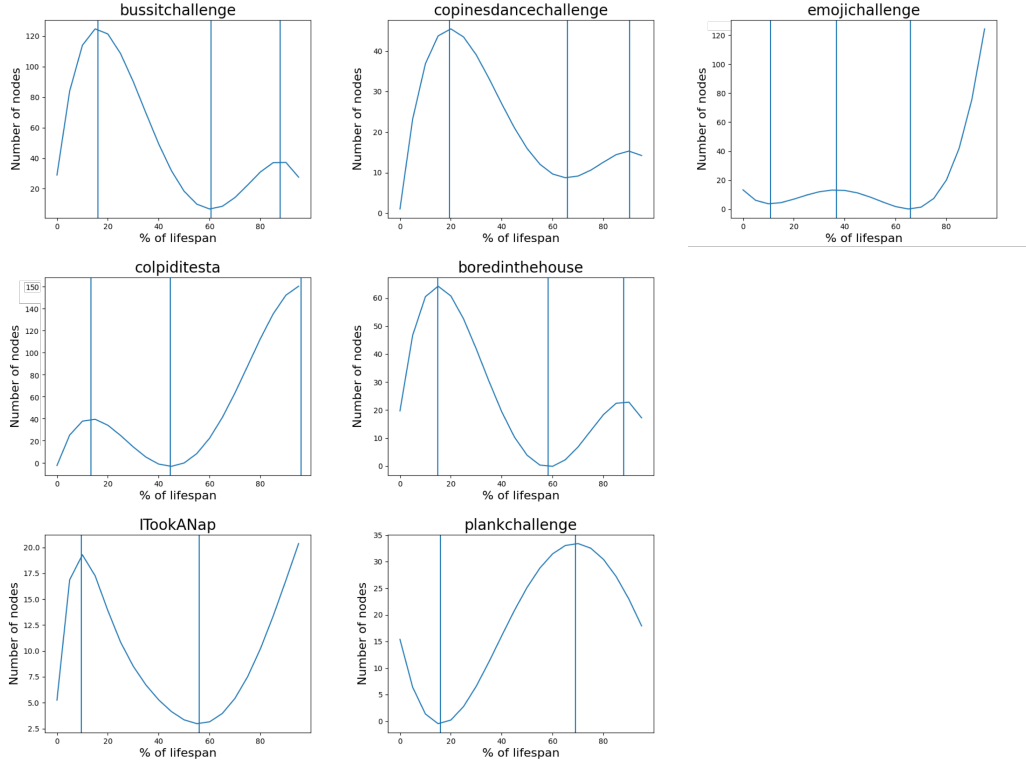 bussitchallenge
Number of nodes
120
100
80
60
40
20
0 20 40 60 80
% of lifespan
copinesdancechallenge
Number of nodes
40
30
20
10
0
0 20 40 60 80
% of lifespan
emojichallenge
Number of nodes
120
100
80
60
40
20
0
0 20 40 60 80
% of lifespan
colpiditesta
Number of nodes
150
140
120
100
80
60
40
20
0
0 20 40 60 80
% of lifespan
boredinthehouse
Number of nodes
60
50
40
30
20
10
0
0 20 40 60 80
% of lifespan
ITookANap
Number of nodes
20.0
17.5
15.0
12.5
10.0
7.5
5.0
2.5
0 20 40 60 80
% of lifespan
plankchallenge
Number of nodes
35
30
25
20
15
10
5
0
0 20 40 60 80
% of lifespan